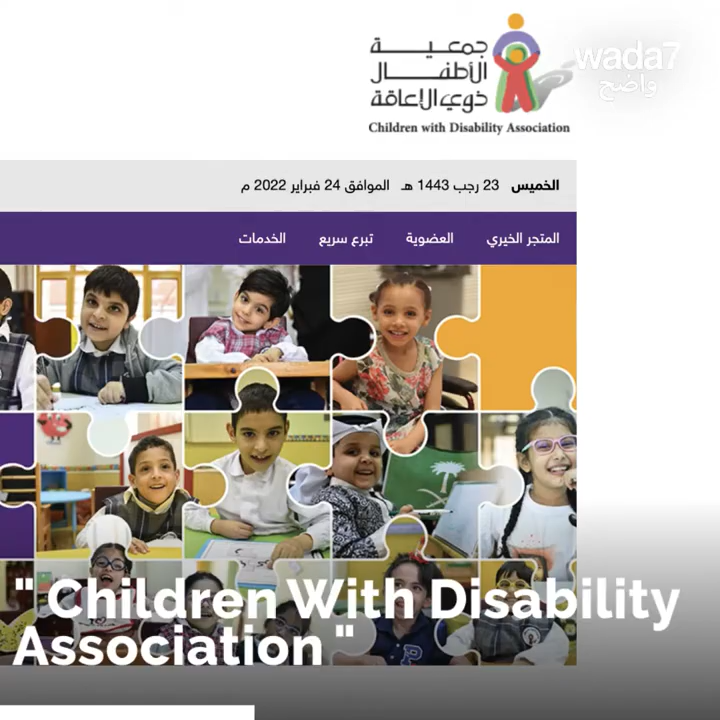 جمعية
الأطفال
ذوي الإعاقة
Children with Disability Association
wada7
واضح
الخميس 23 رجب 1443 هـ الموافق 24 فبراير 2022 م
المتجر الخيري العضوية تبرع سريع الخدمات
" Children With Disability
Association "